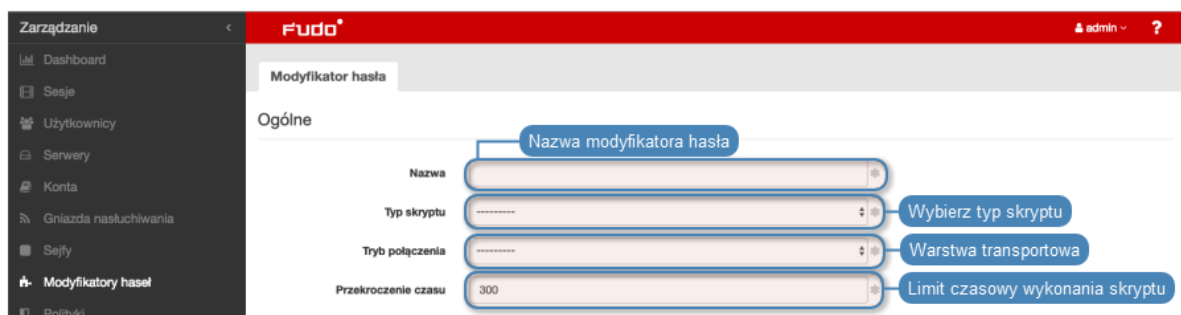 Zarządzanie
Fudo
admin
?
Dashboard
Sesje
Użytkownicy
Serwery
Konta
Gniazda nasłuchiwania
Sejfy
Modyfikatory haseł
Polityki
Modyfikator hasła
Ogólne
Nazwa modyfikatora hasła
Nazwa
Typ skryptu
---------
Wybierz typ skryptu
Tryb połączenia
---------
Warstwa transportowa
Przekroczenie czasu
300
Limit czasowy wykonania skryptu